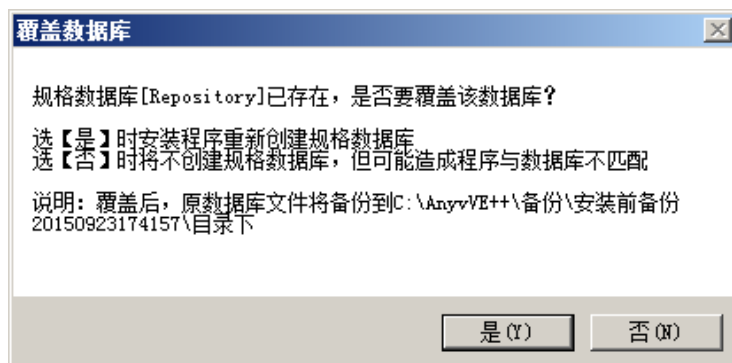 覆盖数据库
规格数据库[Repository]已存在，是否要覆盖该数据库？
选【是】时安装程序重新创建规格数据库
选【否】时将不创建规格数据库，但可能造成程序与数据库不匹配
说明：覆盖后，原数据库文件将备份到C:\AnyvVE++\备份\安装前备份
20150923174157\目录下
是(Y)
否(N)